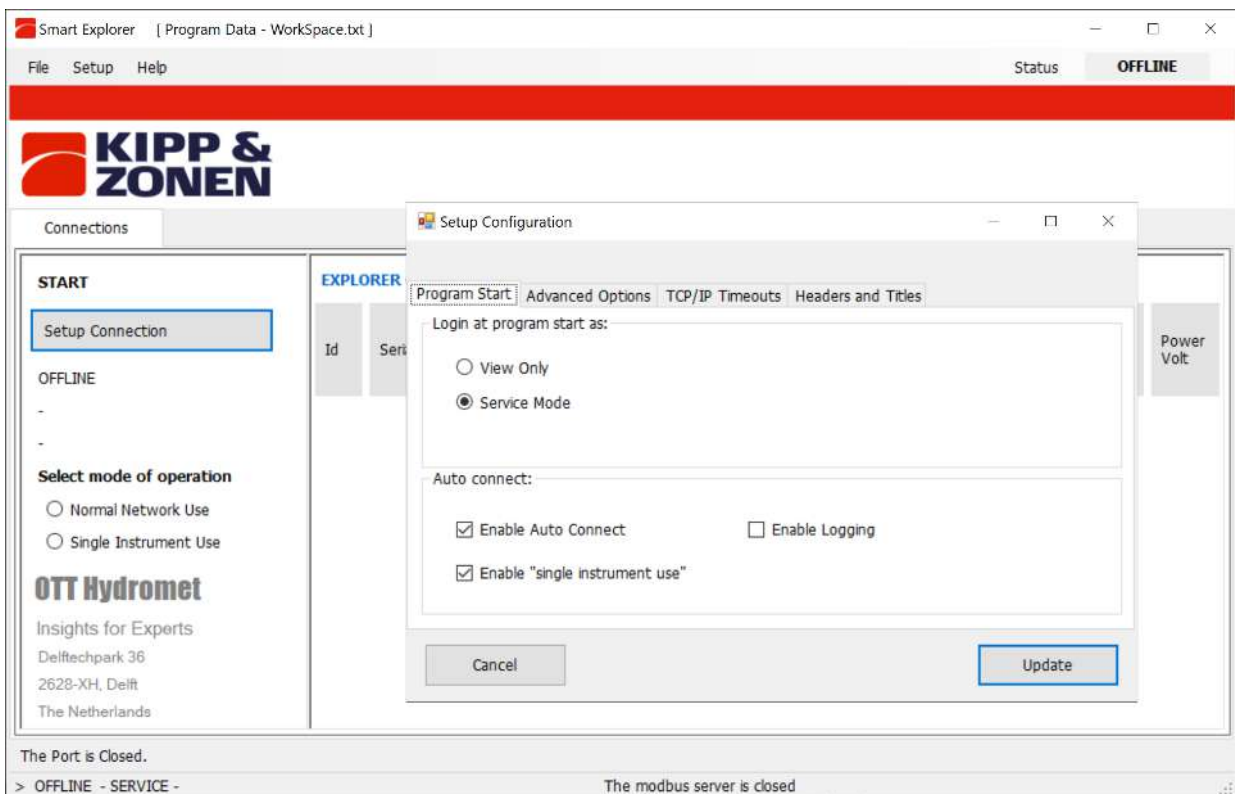 Smart Explorer [ Program Data - WorkSpace.txt ]
File Setup Help Status OFFLINE
KIPP &
ZONEN
Connections
START
Setup Connection
OFFLINE
-
-
Select mode of operation
Normal Network Use
Single Instrument Use
OTT Hydromet
Insights for Experts
Delftechpark 36
2628-XH, Delft
The Netherlands
EXPLORER
Id Seri
Power
Volt
Setup Configuration
Program Start Advanced Options TCP/IP Timeouts Headers and Titles
Login at program start as:
View Only
Service Mode
Auto connect:
Enable Auto Connect Enable Logging
Enable "single instrument use"
Cancel Update
The Port is Closed.
> OFFLINE - SERVICE - The modbus server is closed